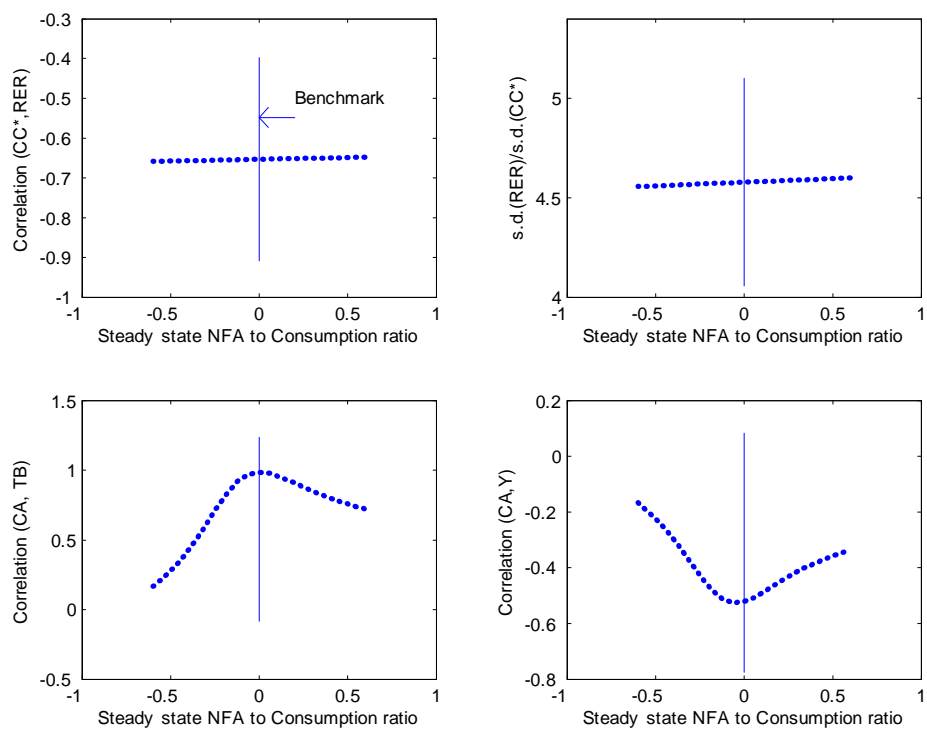 -0.3
-0.4
-0.5
-0.6
-0.7
-0.8
-0.9
-1
Correlation (CC*,RER)
Benchmark
-1 -0.5 0 0.5 1
Steady state NFA to Consumption ratio
5
4.5
4
s.d.(RER)/s.d.(CC*)
-1 -0.5 0 0.5 1
Steady state NFA to Consumption ratio
1.5
1
0.5
0
-0.5
Correlation (CA, TB)
-1 -0.5 0 0.5 1
Steady state NFA to Consumption ratio
0.2
0
-0.2
-0.4
-0.6
-0.8
Correlation (CA,Y)
-1 -0.5 0 0.5 1
Steady state NFA to Consumption ratio